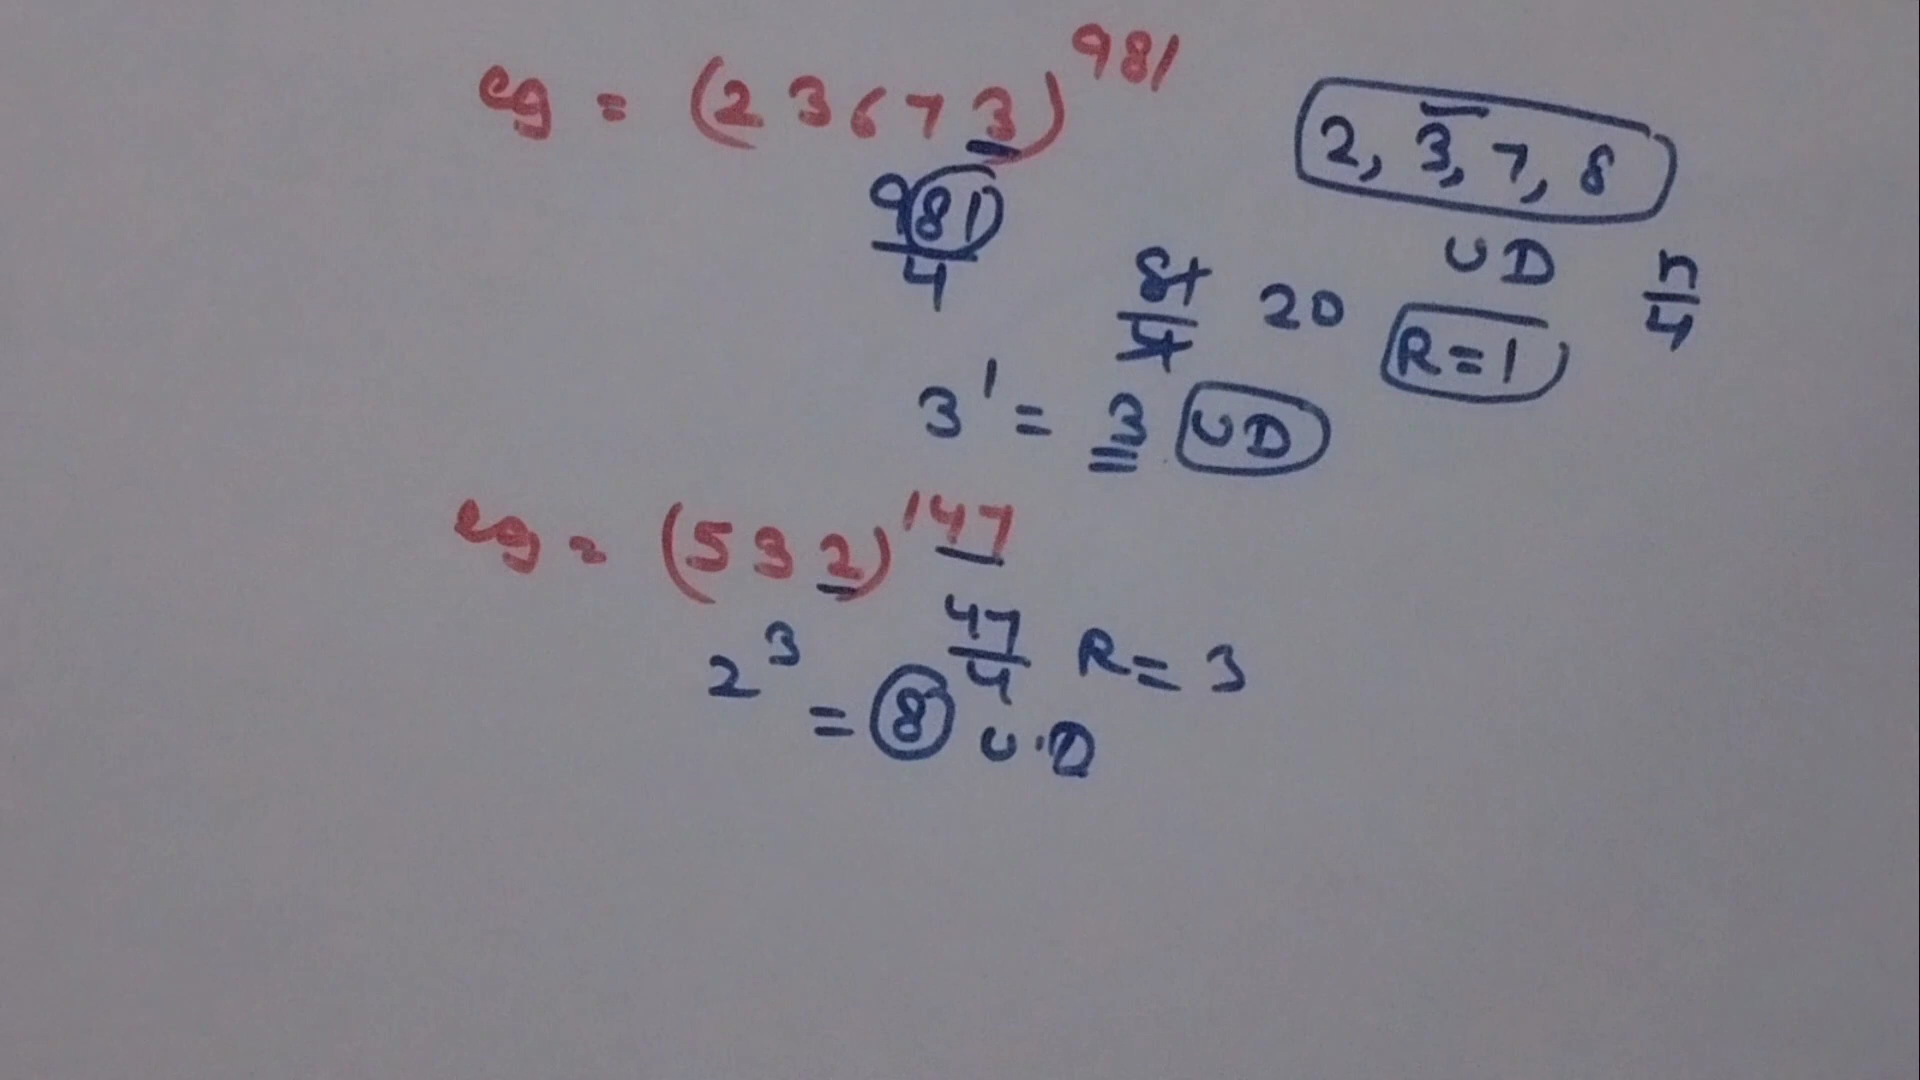 eg = (23673)^981
2, 3, 7, 8
981/4
UD n/4
81/4 20 R=1
3^1 = 3 UD
eg = (532)^147
47/4 R = 3
2^3 = 8 U.D